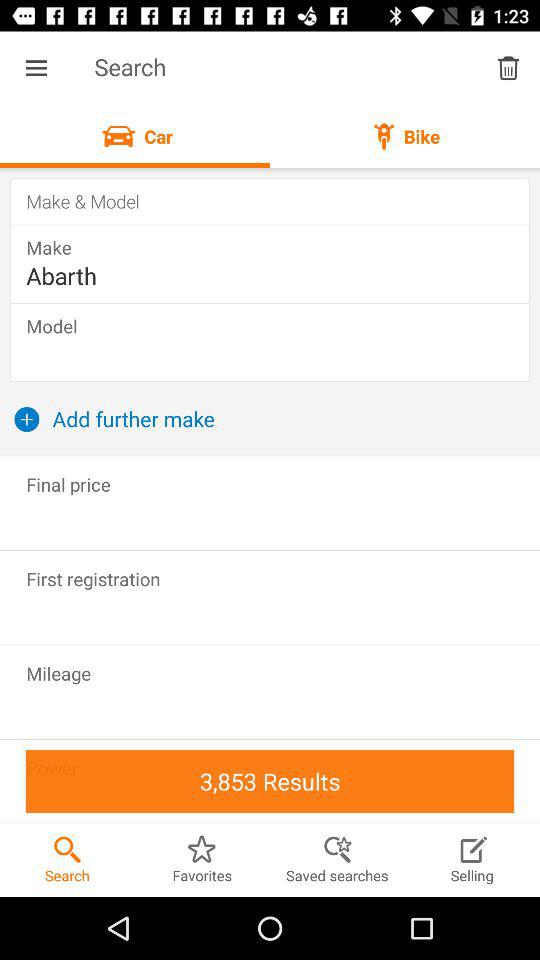 1:23
Search
Car
Bike
Make & Model
Make
Abarth
Model
Add further make
Final price
First registration
Mileage
Power
3,853 Results
Search
Favorites
Saved searches
Selling